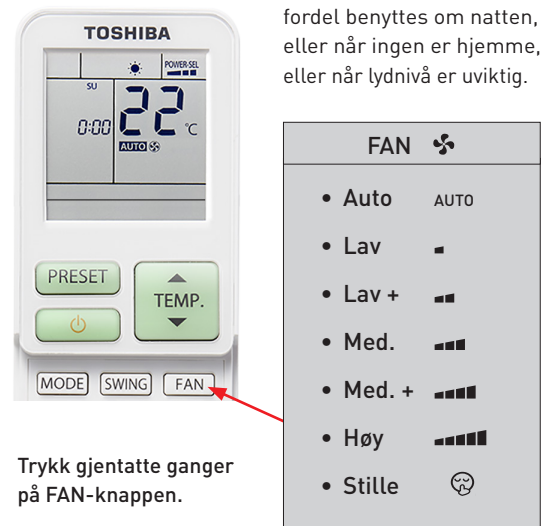 fordel benyttes om natten,
eller når ingen er hjemme,
eller når lydnivå er uviktig.
TOSHIBA
POWER-SEL
SU
0:00 22 °C
AUTO
PRESET
TEMP.
MODE SWING FAN
Trykk gjentatte ganger
på FAN-knappen.
FAN
• Auto AUTO
• Lav
• Lav +
• Med.
• Med. +
• Høy
• Stille